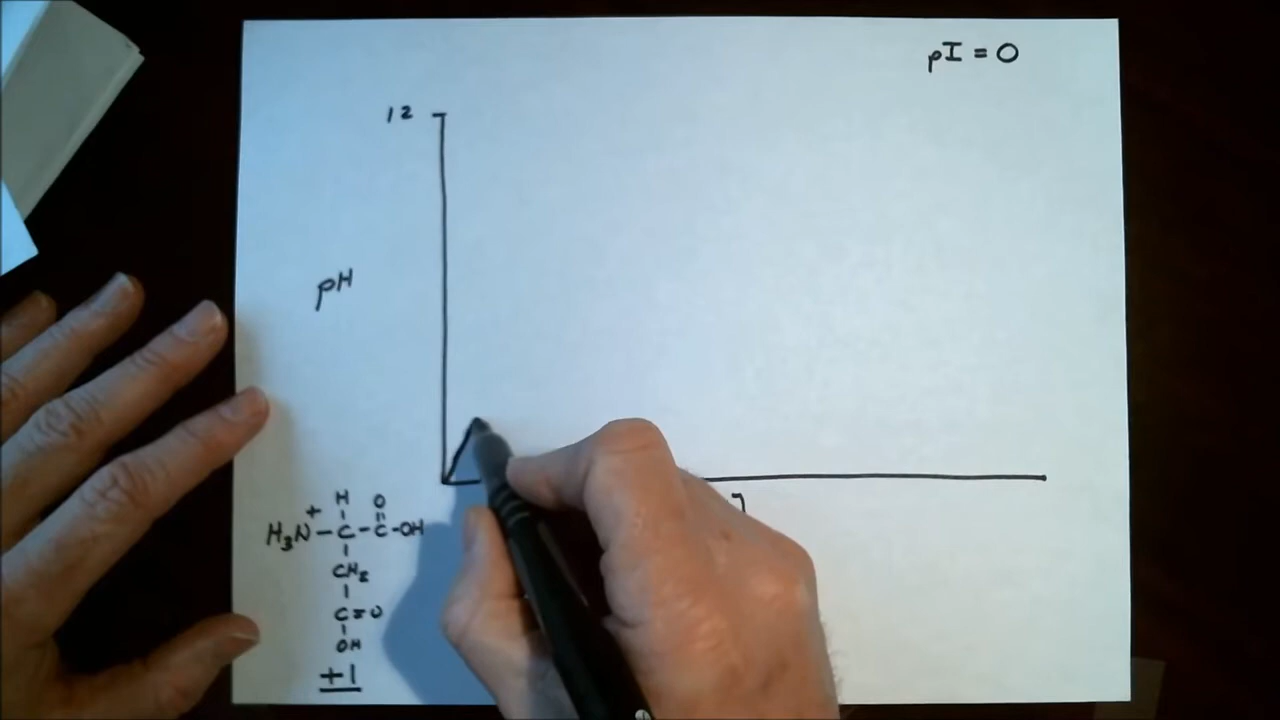 pI = 0
12
pH
H O
+ | ||
H₃N - C - C - OH
|
CH₂
|
C = O
|
OH
+1